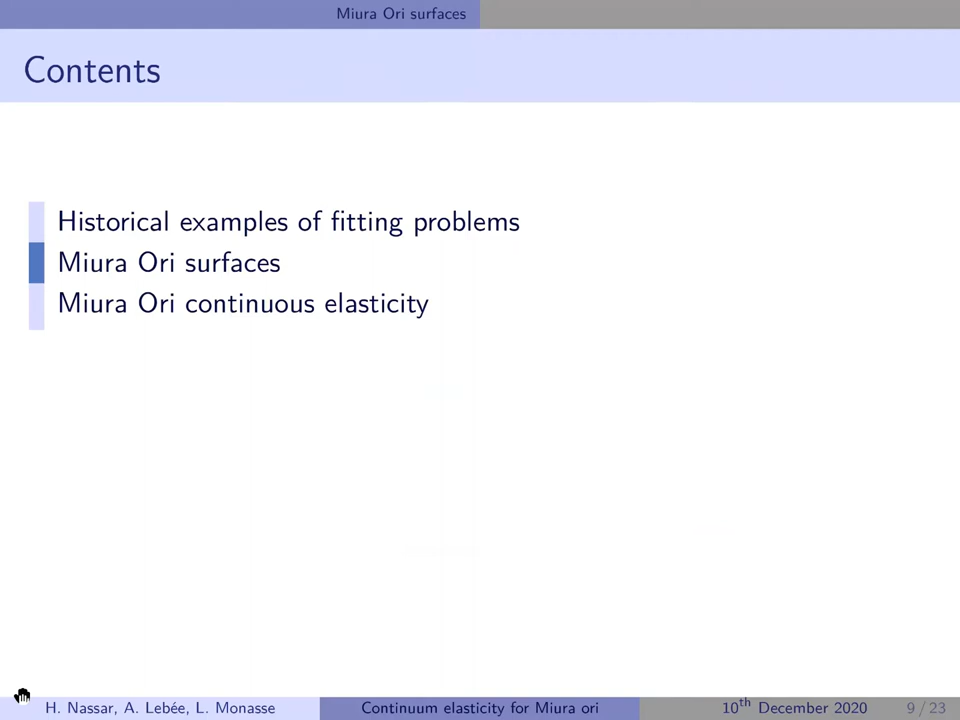 Miura Ori surfaces
Contents
Historical examples of fitting problems
Miura Ori surfaces
Miura Ori continuous elasticity
H. Nassar, A. Lebée, L. Monasse Continuum elasticity for Miura ori 10th December 2020 9 / 23